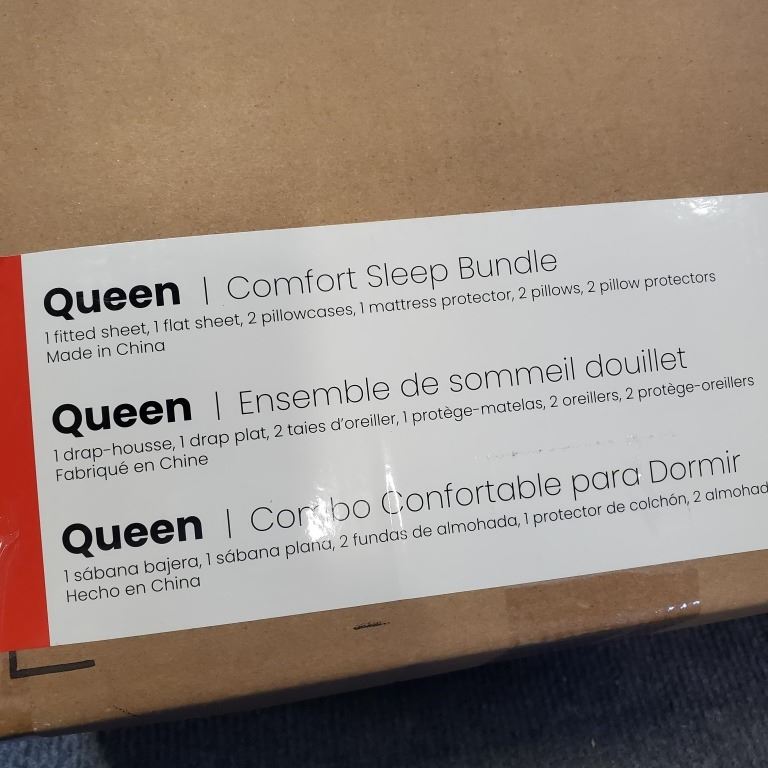 Queen | Comfort Sleep Bundle
1 fitted sheet, 1 flat sheet, 2 pillowcases, 1 mattress protector, 2 pillows, 2 pillow protectors
Made in China
Queen | Ensemble de sommeil douillet
1 drap-housse, 1 drap plat, 2 taies d'oreiller, 1 protège-matelas, 2 oreillers, 2 protège-oreillers
Fabriqué en Chine
Queen | Combo Confortable para Dormir
1 sábana bajera, 1 sábana plana, 2 fundas de almohada, 1 protector de colchón, 2 almohad
Hecho en China